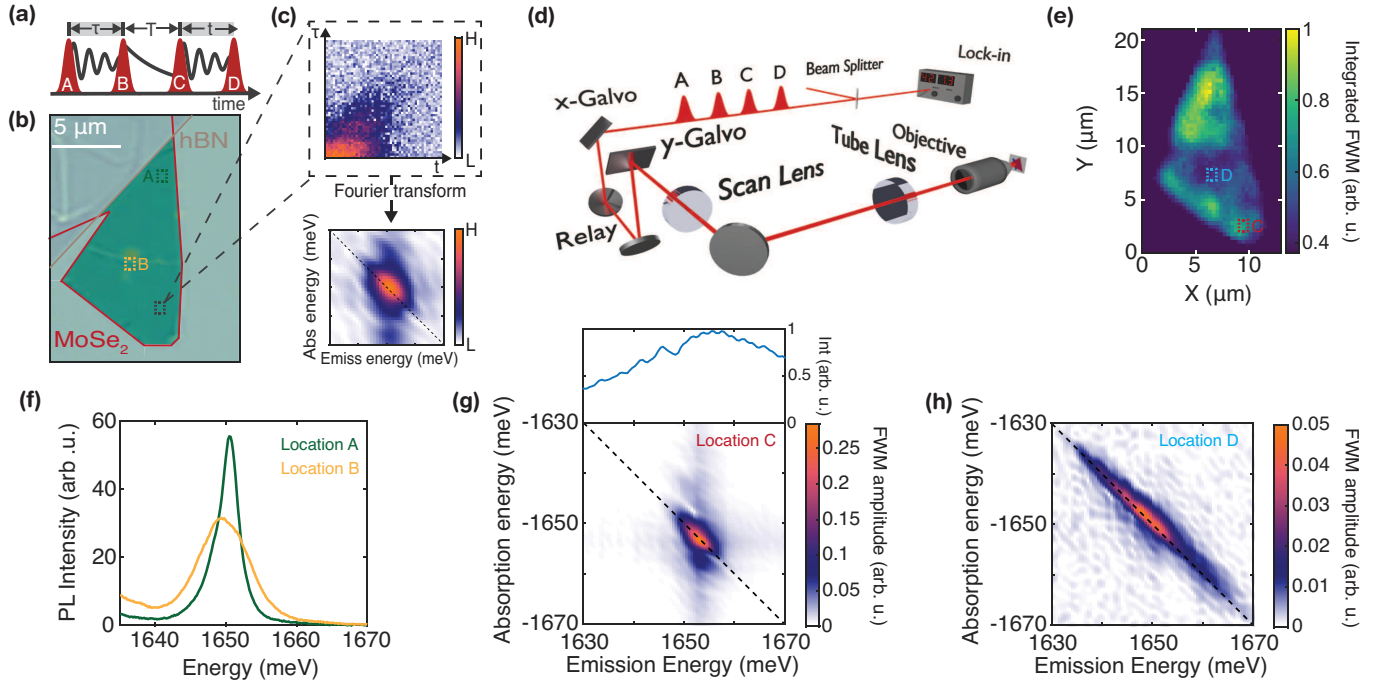 (a)
τ
T
t
A
B
C
D
time
(b)
5 μm
hBN
A
B
MoSe2
(c)
τ
H
L
t
Fourier transform
Abs energy (meV)
H
L
Emiss energy (meV)
(d)
x-Galvo
A
B
C
D
Beam Splitter
Lock-in
y-Galvo
Relay
Scan Lens
Tube Lens
Objective
(e)
Y (μm)
20
15
10
5
0
0
5
10
X (μm)
D
C
1
0.8
0.6
0.4
Integrated FWM (arb. u.)
(f)
PL Intensity (arb .u.)
60
40
20
0
1640
1650
1660
1670
Energy (meV)
Location A
Location B
(g)
1
0.5
0
Int (arb. u.)
Absorption energy (meV)
-1630
-1650
-1670
1630
1650
1670
Emission Energy (meV)
Location C
0.25
0.2
0.15
0.1
0.05
0
FWM amplitude (arb. u.)
(h)
Absorption energy (meV)
-1630
-1650
-1670
1630
1650
1670
Emission Energy (meV)
Location D
0.05
0.04
0.03
0.02
0.01
0
FWM amplitude (arb. u.)